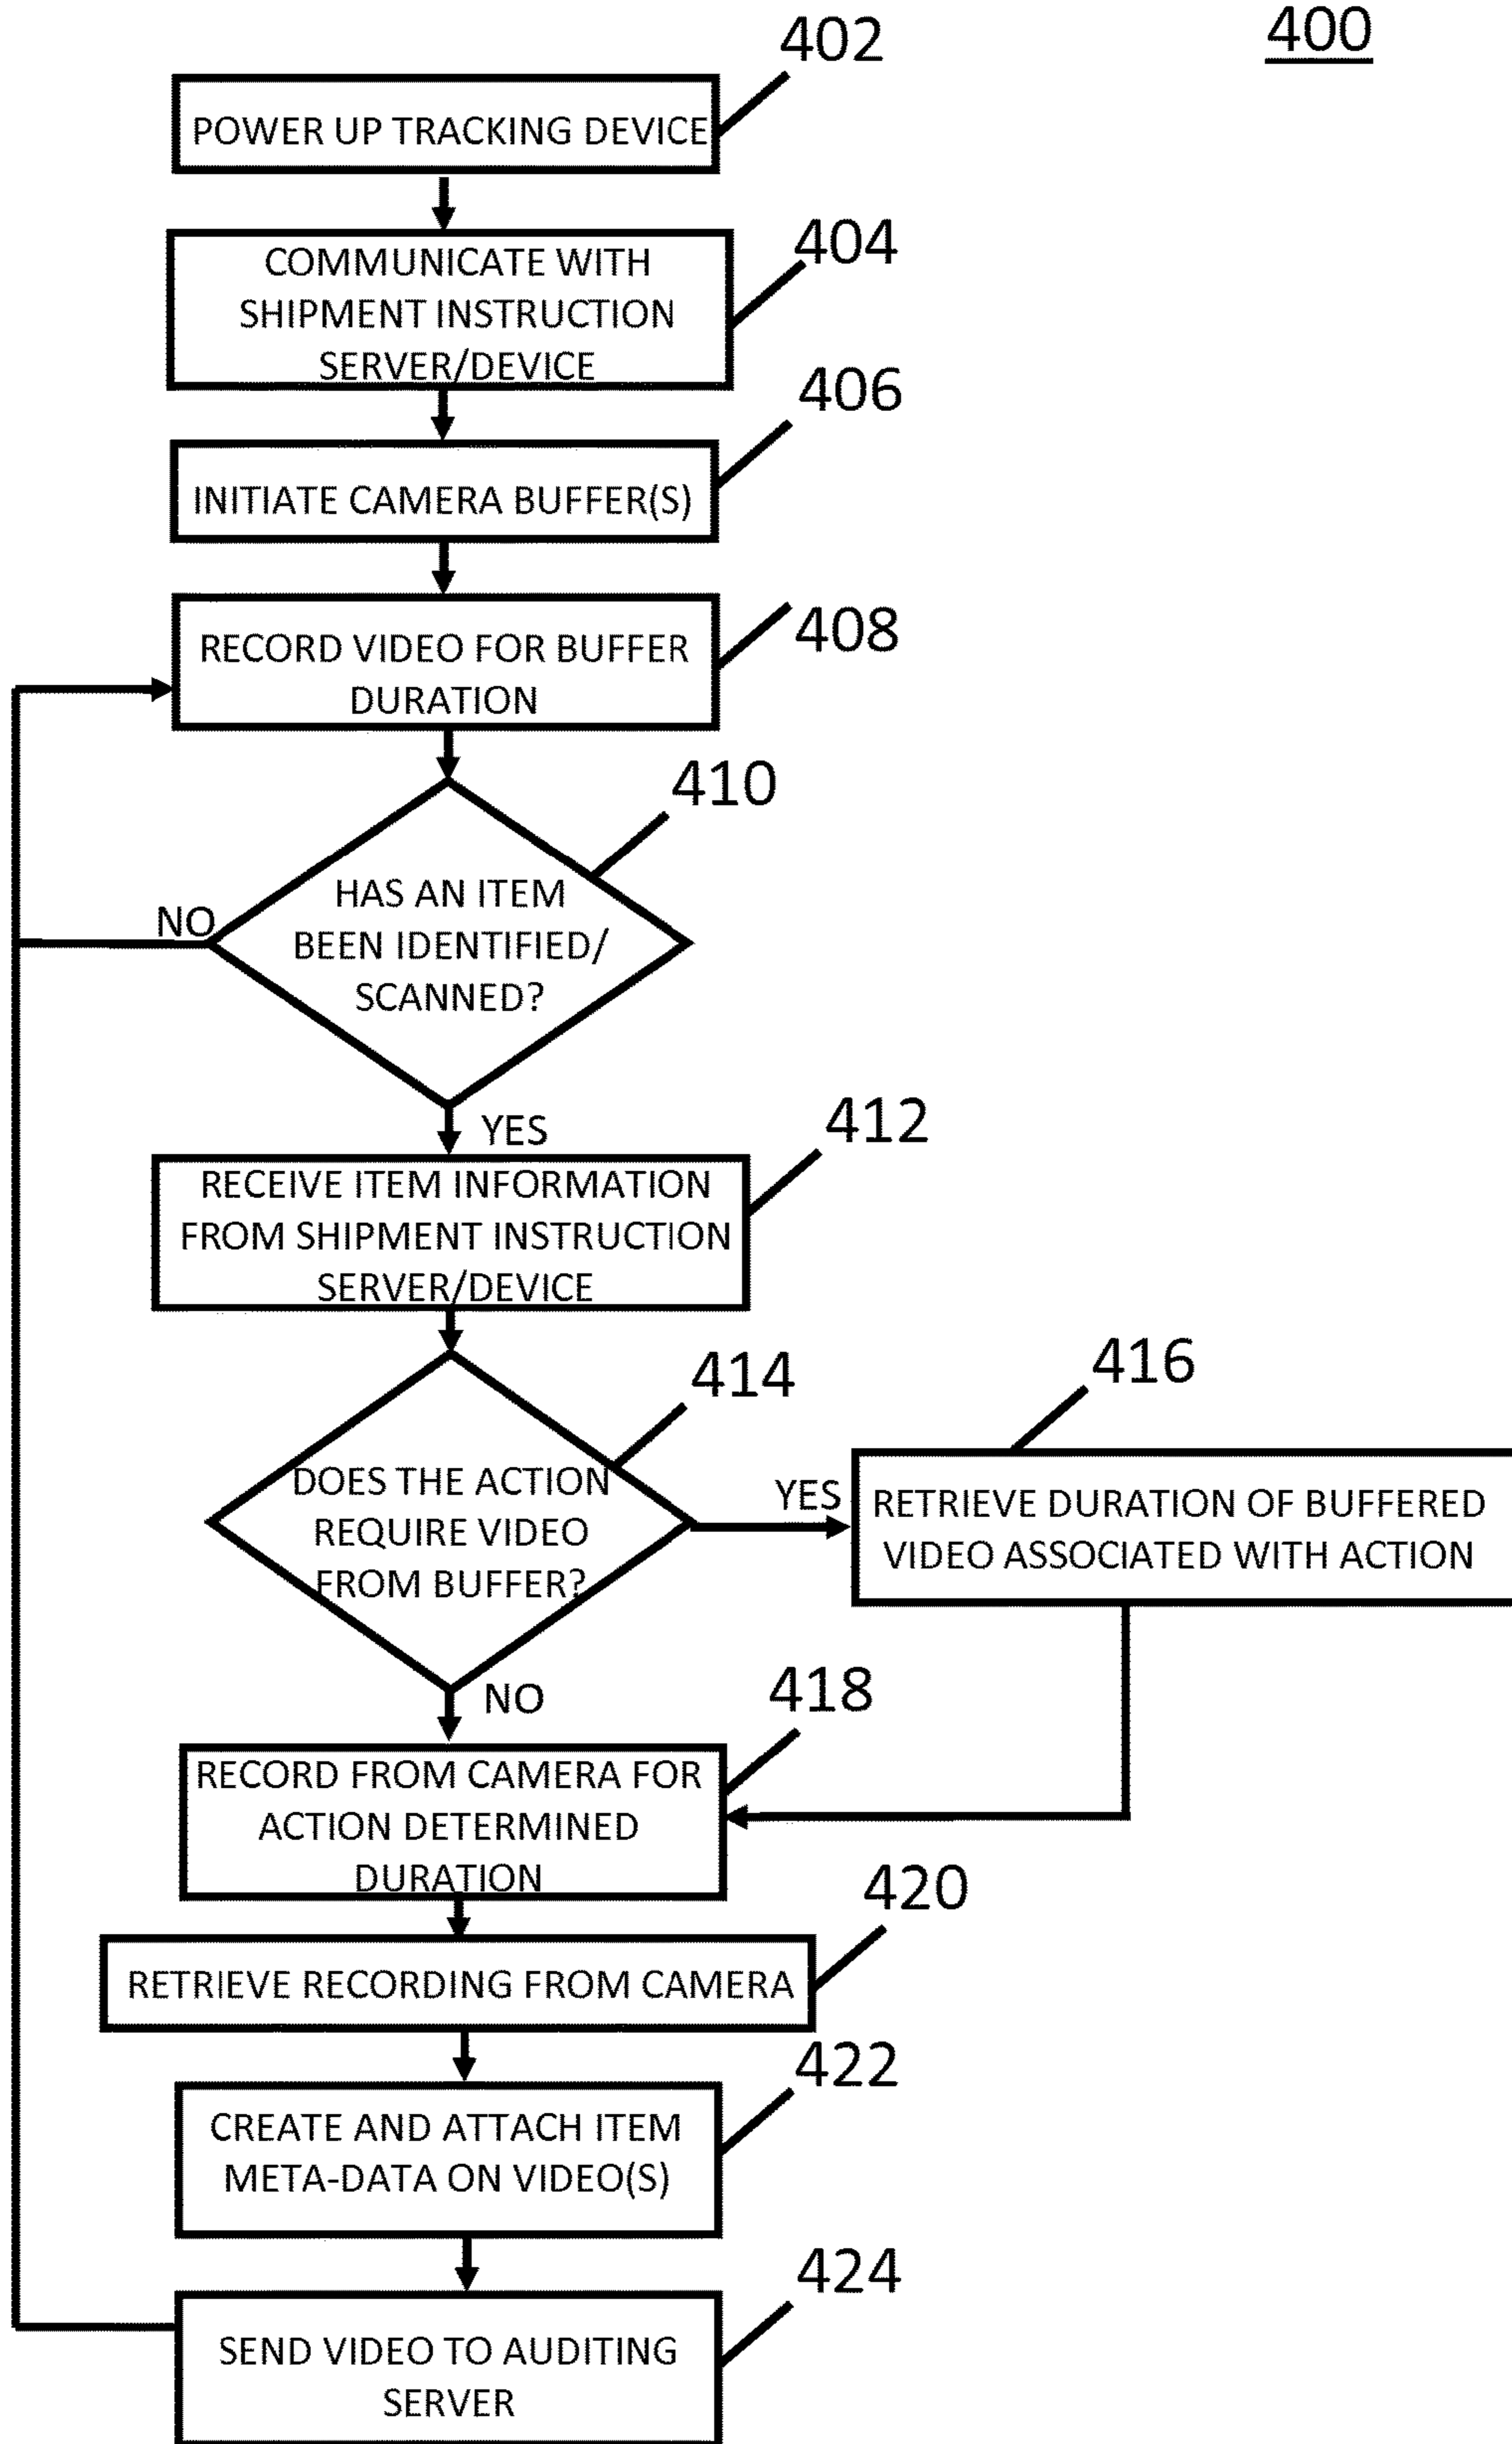 400
402
POWER UP TRACKING DEVICE
404
COMMUNICATE WITH
SHIPMENT INSTRUCTION
SERVER/DEVICE
406
INITIATE CAMERA BUFFER(S)
408
RECORD VIDEO FOR BUFFER
DURATION
410
HAS AN ITEM
BEEN IDENTIFIED/
SCANNED?
NO
YES
412
RECEIVE ITEM INFORMATION
FROM SHIPMENT INSTRUCTION
SERVER/DEVICE
414
DOES THE ACTION
REQUIRE VIDEO
FROM BUFFER?
YES
416
RETRIEVE DURATION OF BUFFERED
VIDEO ASSOCIATED WITH ACTION
NO
418
RECORD FROM CAMERA FOR
ACTION DETERMINED
DURATION
420
RETRIEVE RECORDING FROM CAMERA
422
CREATE AND ATTACH ITEM
META-DATA ON VIDEO(S)
424
SEND VIDEO TO AUDITING
SERVER